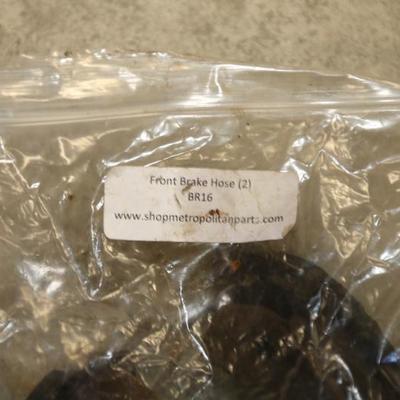 Front Brake Hose (2)
BR16
www.shopmetropolitanparts.com